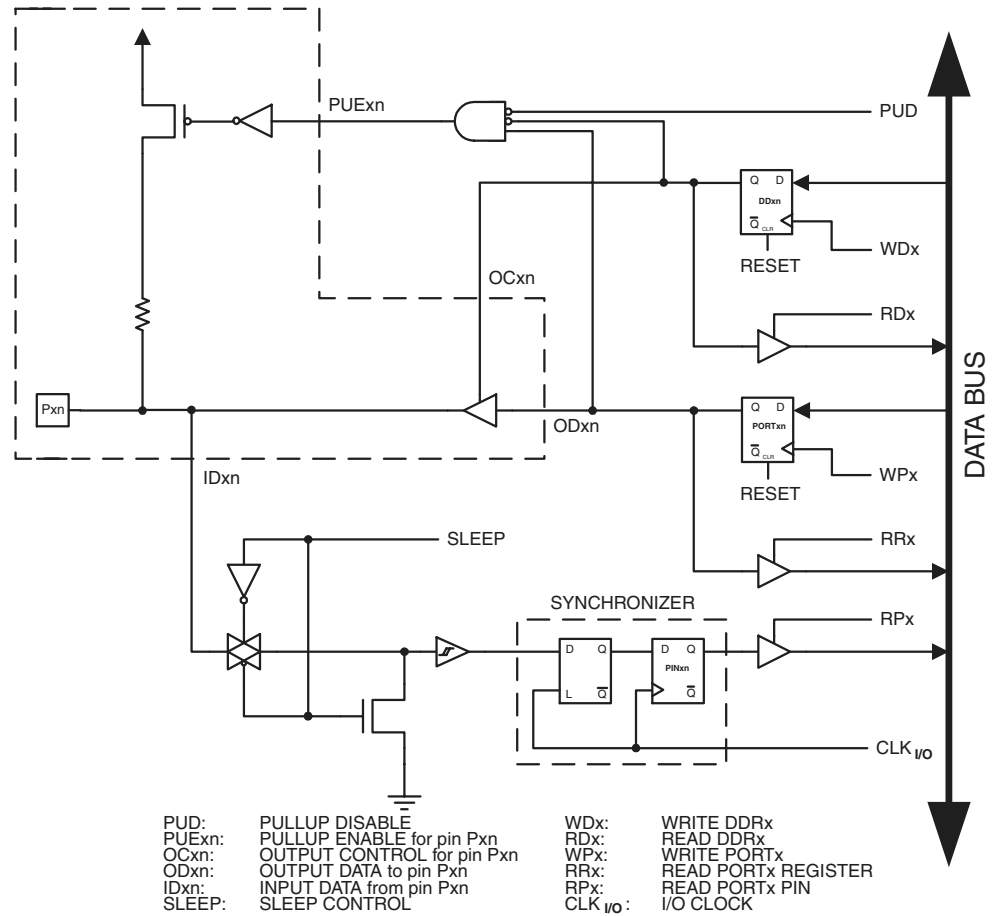 PUExn
PUD
Q D
DDxn
Q CLR
WDx
RESET
OCxn
RDx
Pxn
ODxn
Q D
PORTxn
Q CLR
WPx
RESET
DATA BUS
IDxn
SLEEP
RRx
SYNCHRONIZER
RPx
D Q
L Q
D Q
PINxn
Q
CLK I/O
PUD: PULLUP DISABLE
PUExn: PULLUP ENABLE for pin Pxn
OCxn: OUTPUT CONTROL for pin Pxn
ODxn: OUTPUT DATA to pin Pxn
IDxn: INPUT DATA from pin Pxn
SLEEP: SLEEP CONTROL
WDx: WRITE DDRx
RDx: READ DDRx
WPx: WRITE PORTx
RRx: READ PORTx REGISTER
RPx: READ PORTx PIN
CLK I/O: I/O CLOCK